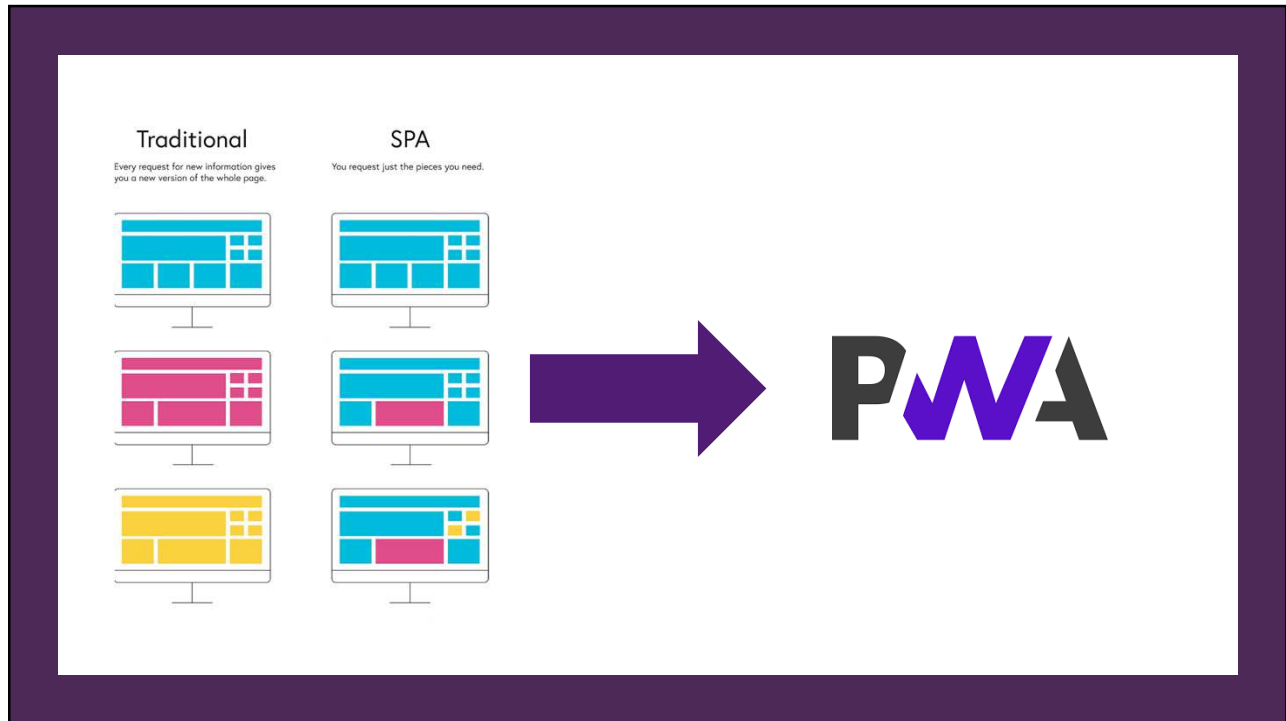 Traditional
Every request for new information gives
you a new version of the whole page.
SPA
You request just the pieces you need.
PWA